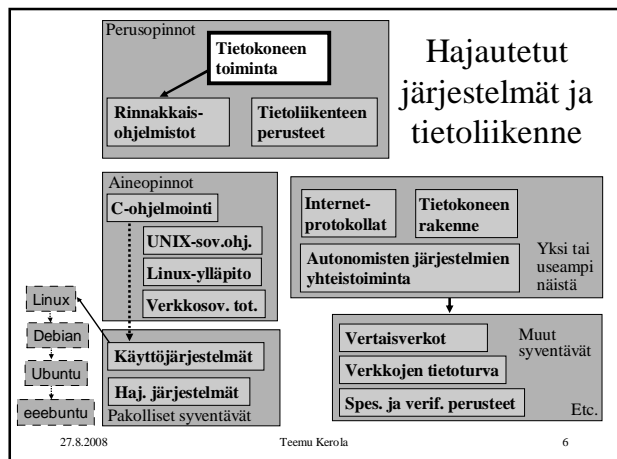 Perusopinnot
Tietokoneen
toiminta
Rinnakkais-
ohjelmistot
Tietoliikenteen
perusteet
Hajautetut
järjestelmät ja
tietoliikenne
Aineopinnot
C-ohjelmointi
UNIX-sov.ohj.
Linux-ylläpito
Verkkosov. tot.
Internet-
protokollat
Tietokoneen
rakenne
Autonomisten järjestelmien
yhteistoiminta
Yksi tai
useampi
näistä
Linux
Debian
Ubuntu
eeebuntu
Käyttöjärjestelmät
Haj. järjestelmät
Pakolliset syventävät
Vertaisverkot
Verkkojen tietoturva
Spes. ja verif. perusteet
Muut
syventävät
Etc.
27.8.2008
Teemu Kerola
6